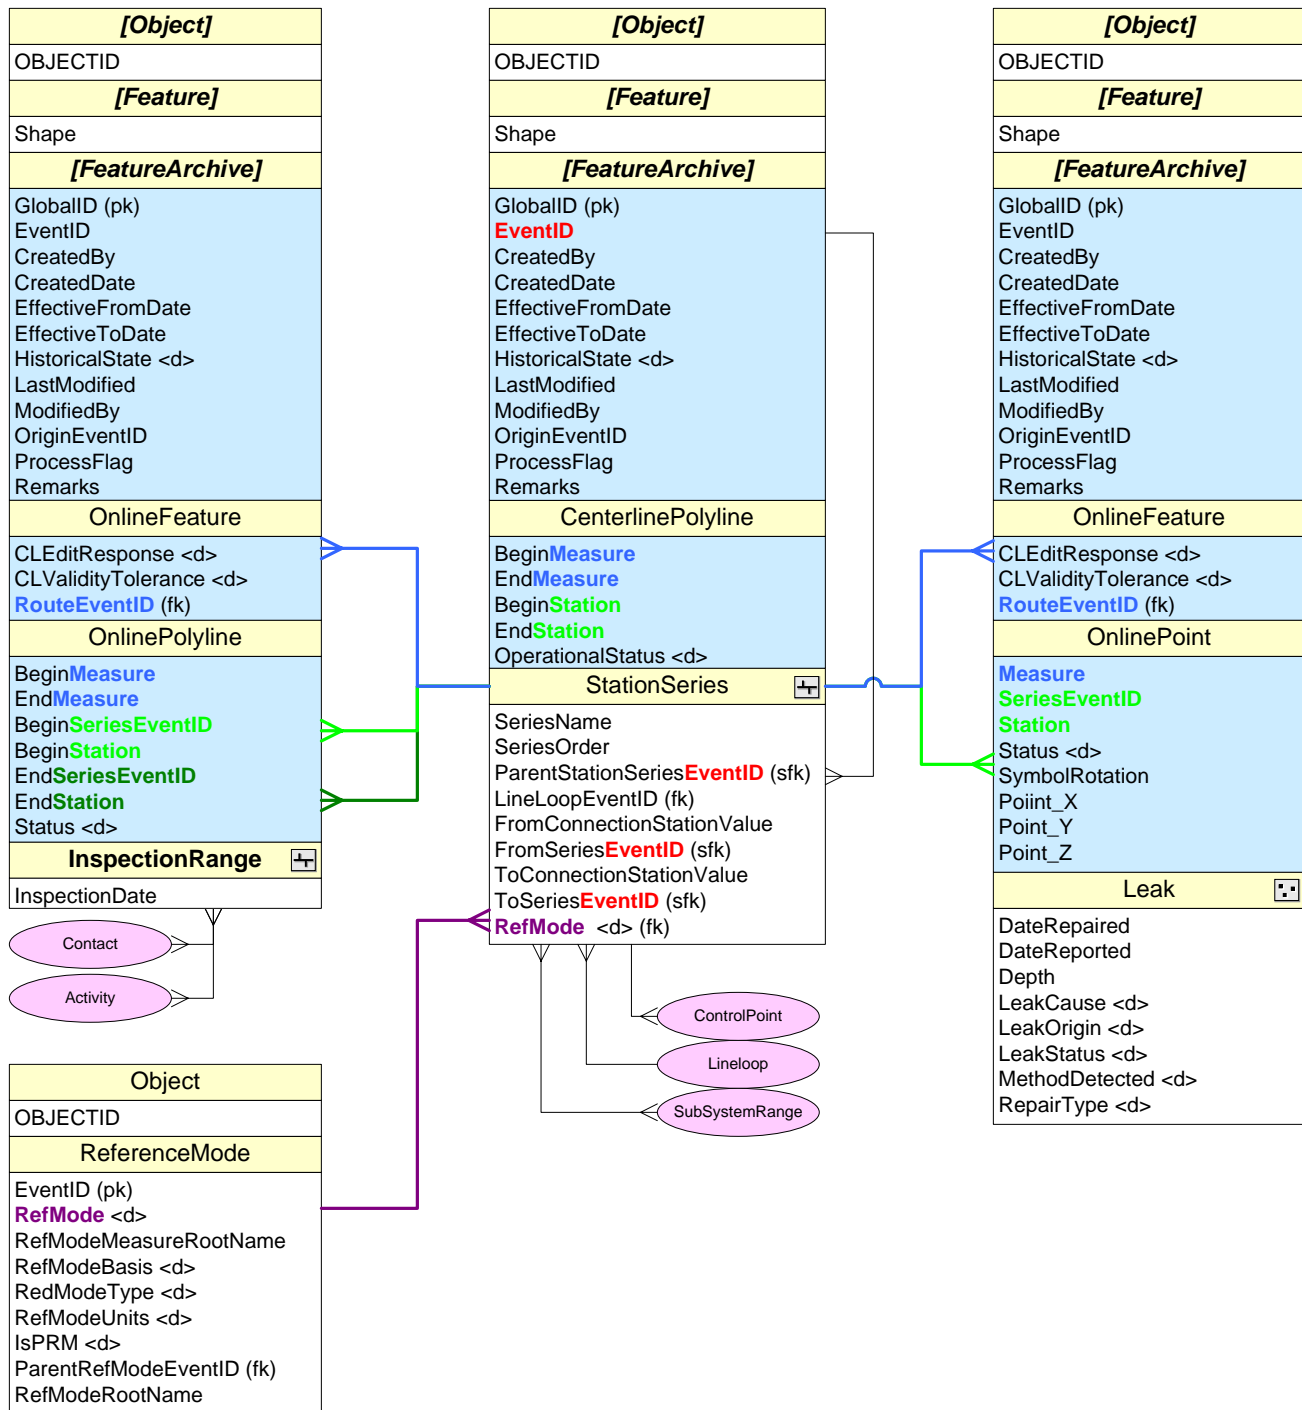 [Object]
OBJECTID
[Feature]
Shape
[FeatureArchive]
GlobalID (pk)
EventID
CreatedBy
CreatedDate
EffectiveFromDate
EffectiveToDate
HistoricalState <d>
LastModified
ModifiedBy
OriginEventID
ProcessFlag
Remarks
OnlineFeature
CLEditResponse <d>
CLValidityTolerance <d>
RouteEventID (fk)
OnlinePolyline
BeginMeasure
EndMeasure
BeginSeriesEventID
BeginStation
EndSeriesEventID
EndStation
Status <d>
InspectionRange
InspectionDate
Contact
Activity
Object
OBJECTID
ReferenceMode
EventID (pk)
RefMode <d>
RefModeMeasureRootName
RefModeBasis <d>
RedModeType <d>
RefModeUnits <d>
IsPRM <d>
ParentRefModeEventID (fk)
RefModeRootName
[Object]
OBJECTID
[Feature]
Shape
[FeatureArchive]
GlobalID (pk)
EventID
CreatedBy
CreatedDate
EffectiveFromDate
EffectiveToDate
HistoricalState <d>
LastModified
ModifiedBy
OriginEventID
ProcessFlag
Remarks
CenterlinePolyline
BeginMeasure
EndMeasure
BeginStation
EndStation
OperationalStatus <d>
StationSeries
SeriesName
SeriesOrder
ParentStationSeriesEventID (sfk)
LineLoopEventID (fk)
FromConnectionStationValue
FromSeriesEventID (sfk)
ToConnectionStationValue
ToSeriesEventID (sfk)
RefMode <d> (fk)
ControlPoint
Lineloop
SubSystemRange
[Object]
OBJECTID
[Feature]
Shape
[FeatureArchive]
GlobalID (pk)
EventID
CreatedBy
CreatedDate
EffectiveFromDate
EffectiveToDate
HistoricalState <d>
LastModified
ModifiedBy
OriginEventID
ProcessFlag
Remarks
OnlineFeature
CLEditResponse <d>
CLValidityTolerance <d>
RouteEventID (fk)
OnlinePoint
Measure
SeriesEventID
Station
Status <d>
SymbolRotation
Poiint_X
Point_Y
Point_Z
Leak
DateRepaired
DateReported
Depth
LeakCause <d>
LeakOrigin <d>
LeakStatus <d>
MethodDetected <d>
RepairType <d>